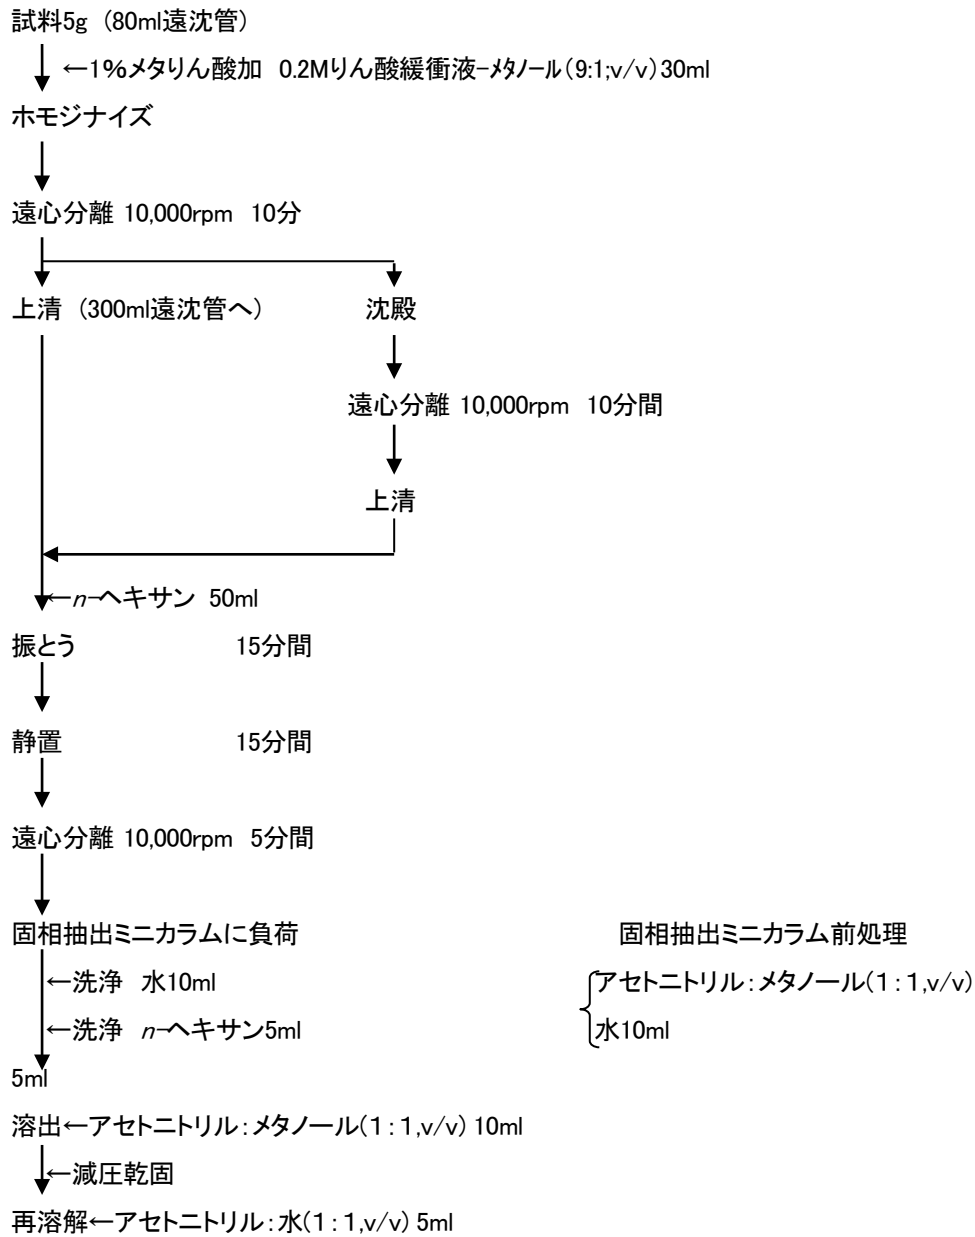 試料5g (80ml遠沈管)
←1%メタりん酸加 0.2Mりん酸緩衝液-メタノール(9:1;v/v)30ml
ホモジナイズ
遠心分離 10,000rpm 10分
上清 (300ml遠沈管へ) 沈殿
遠心分離 10,000rpm 10分間
上清
←n-ヘキサン 50ml
振とう 15分間
静置 15分間
遠心分離 10,000rpm 5分間
固相抽出ミニカラムに負荷 固相抽出ミニカラム前処理
←洗浄 水10ml アセトニトリル:メタノール(1:1,v/v)
←洗浄 n-ヘキサン5ml 水10ml
5ml
溶出←アセトニトリル:メタノール(1:1,v/v) 10ml
←減圧乾固
再溶解←アセトニトリル:水(1:1,v/v) 5ml